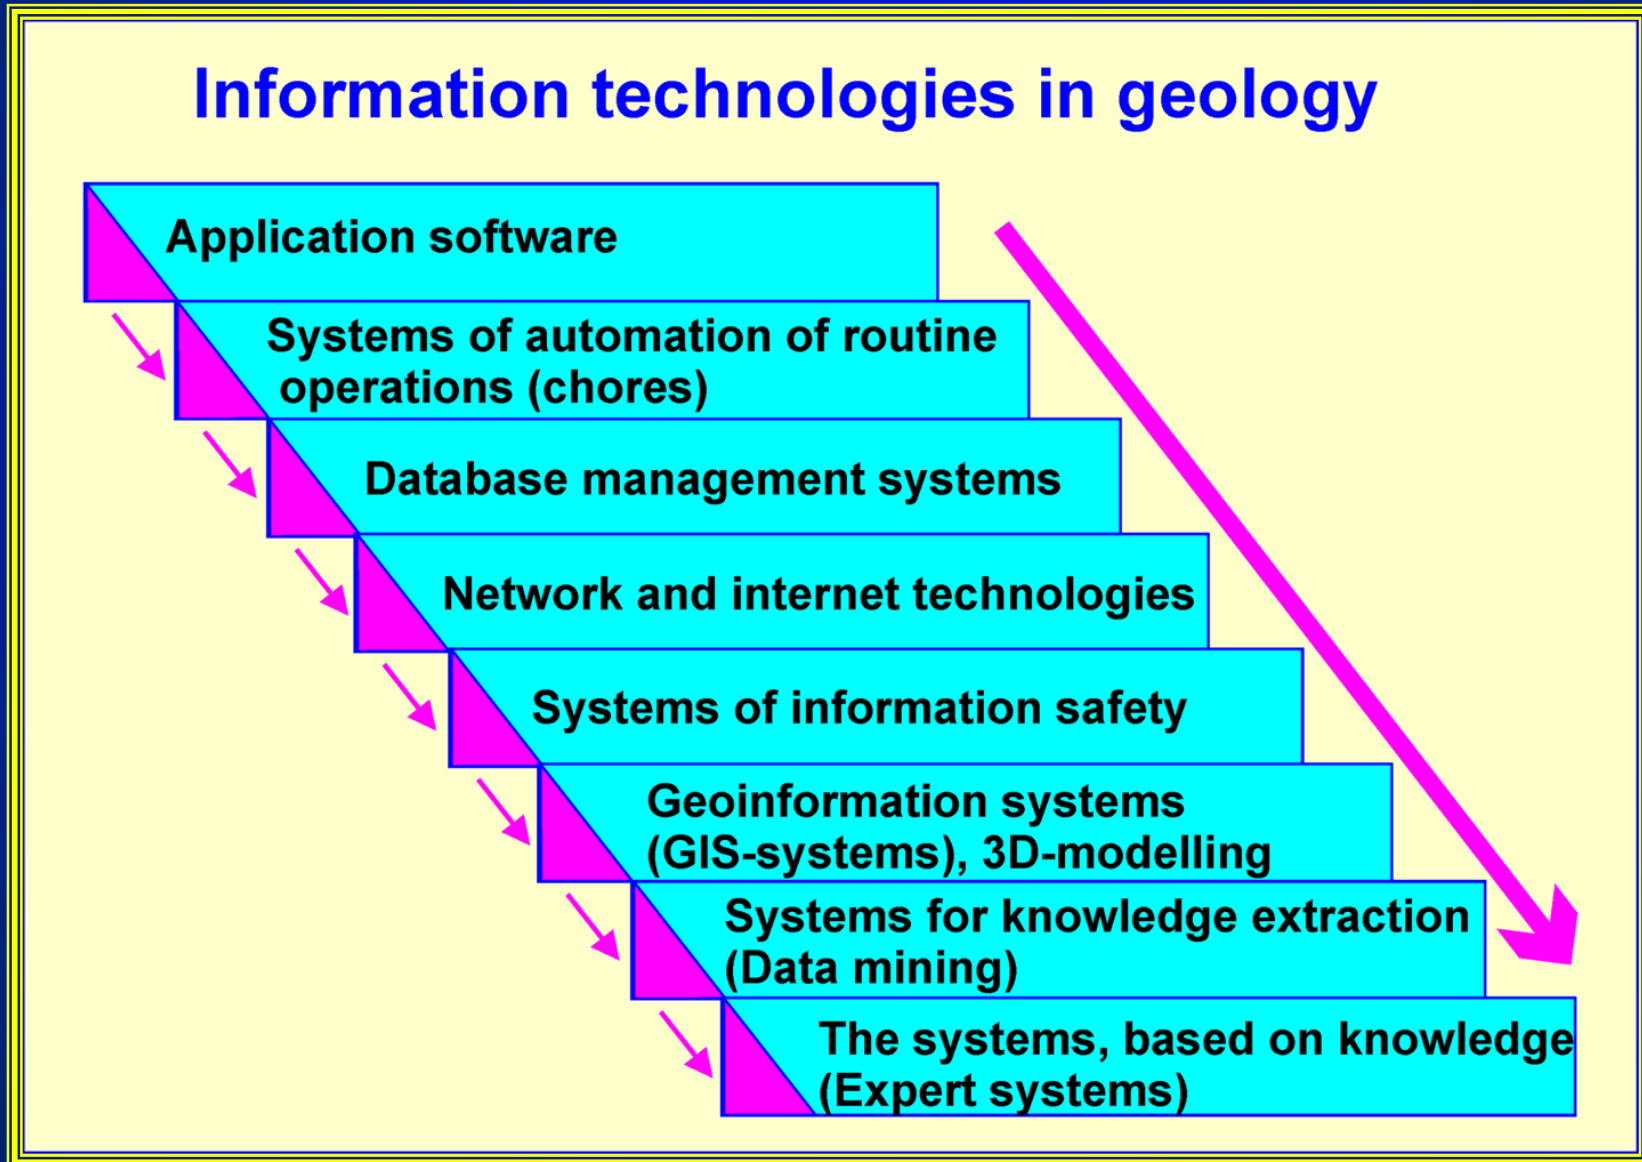 Information technologies in geology
Application software
Systems of automation of routine
operations (chores)
Database management systems
Network and internet technologies
Systems of information safety
Geoinformation systems
(GIS-systems), 3D-modelling
Systems for knowledge extraction
(Data mining)
The systems, based on knowledge
(Expert systems)